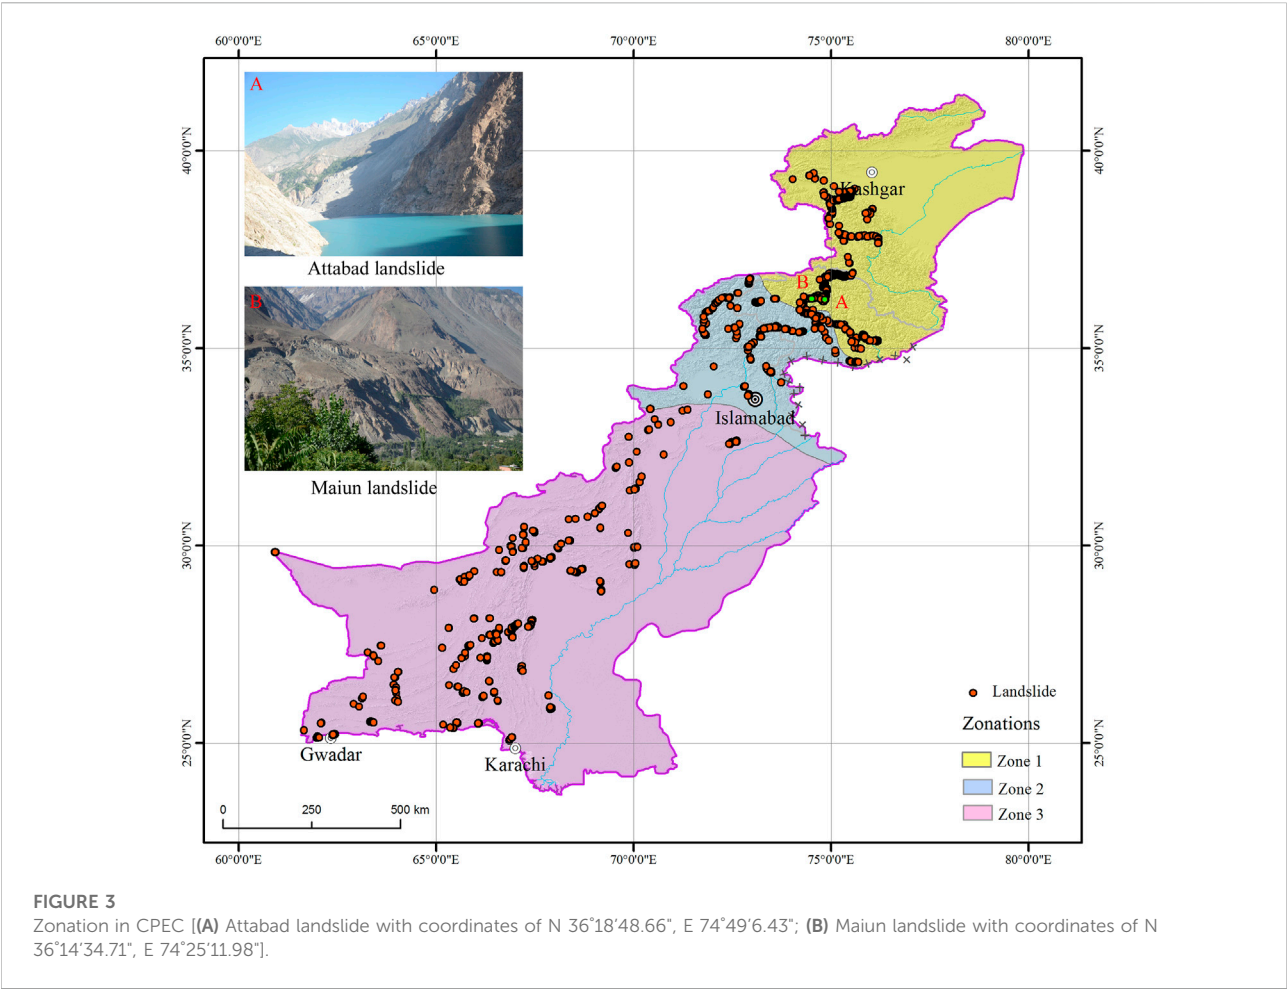 60°0'0"E 65°0'0"E 70°0'0"E 75°0'0"E 80°0'0"E
40°0'0"N 40°0'0"N
35°0'0"N 35°0'0"N
30°0'0"N 30°0'0"N
25°0'0"N 25°0'0"N
A
Attabad landslide
B
Maiun landslide
Kashgar
B
A
Islamabad
Gwadar
Karachi
0 250 500 km
Landslide
Zonations
Zone 1
Zone 2
Zone 3
60°0'0"E 65°0'0"E 70°0'0"E 75°0'0"E 80°0'0"E
FIGURE 3
Zonation in CPEC [(A) Attabad landslide with coordinates of N 36°18'48.66", E 74°49'6.43"; (B) Maiun landslide with coordinates of N
36°14'34.71", E 74°25'11.98"].